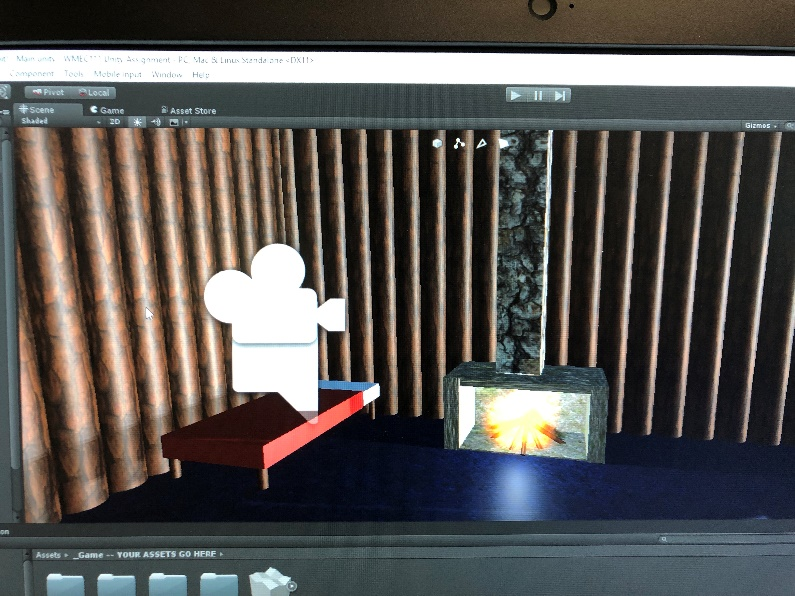 Main.unity - WMEC*** Unity Assignment - PC, Mac & Linux Standalone <DX11>
Component Tools Mobile Input Window Help
Pivot Local
Scene Game Asset Store
Shaded 2D Gizmos
Assets _Game -- YOUR ASSETS GO HERE